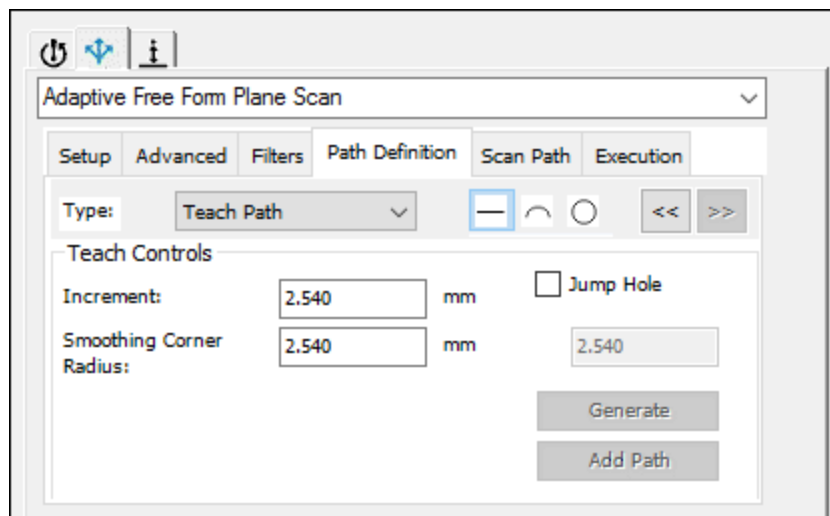 Adaptive Free Form Plane Scan
Setup Advanced Filters Path Definition Scan Path Execution
Type: Teach Path << >>
Teach Controls
Increment: 2.540 mm Jump Hole
Smoothing Corner Radius: 2.540 mm 2.540
Generate
Add Path